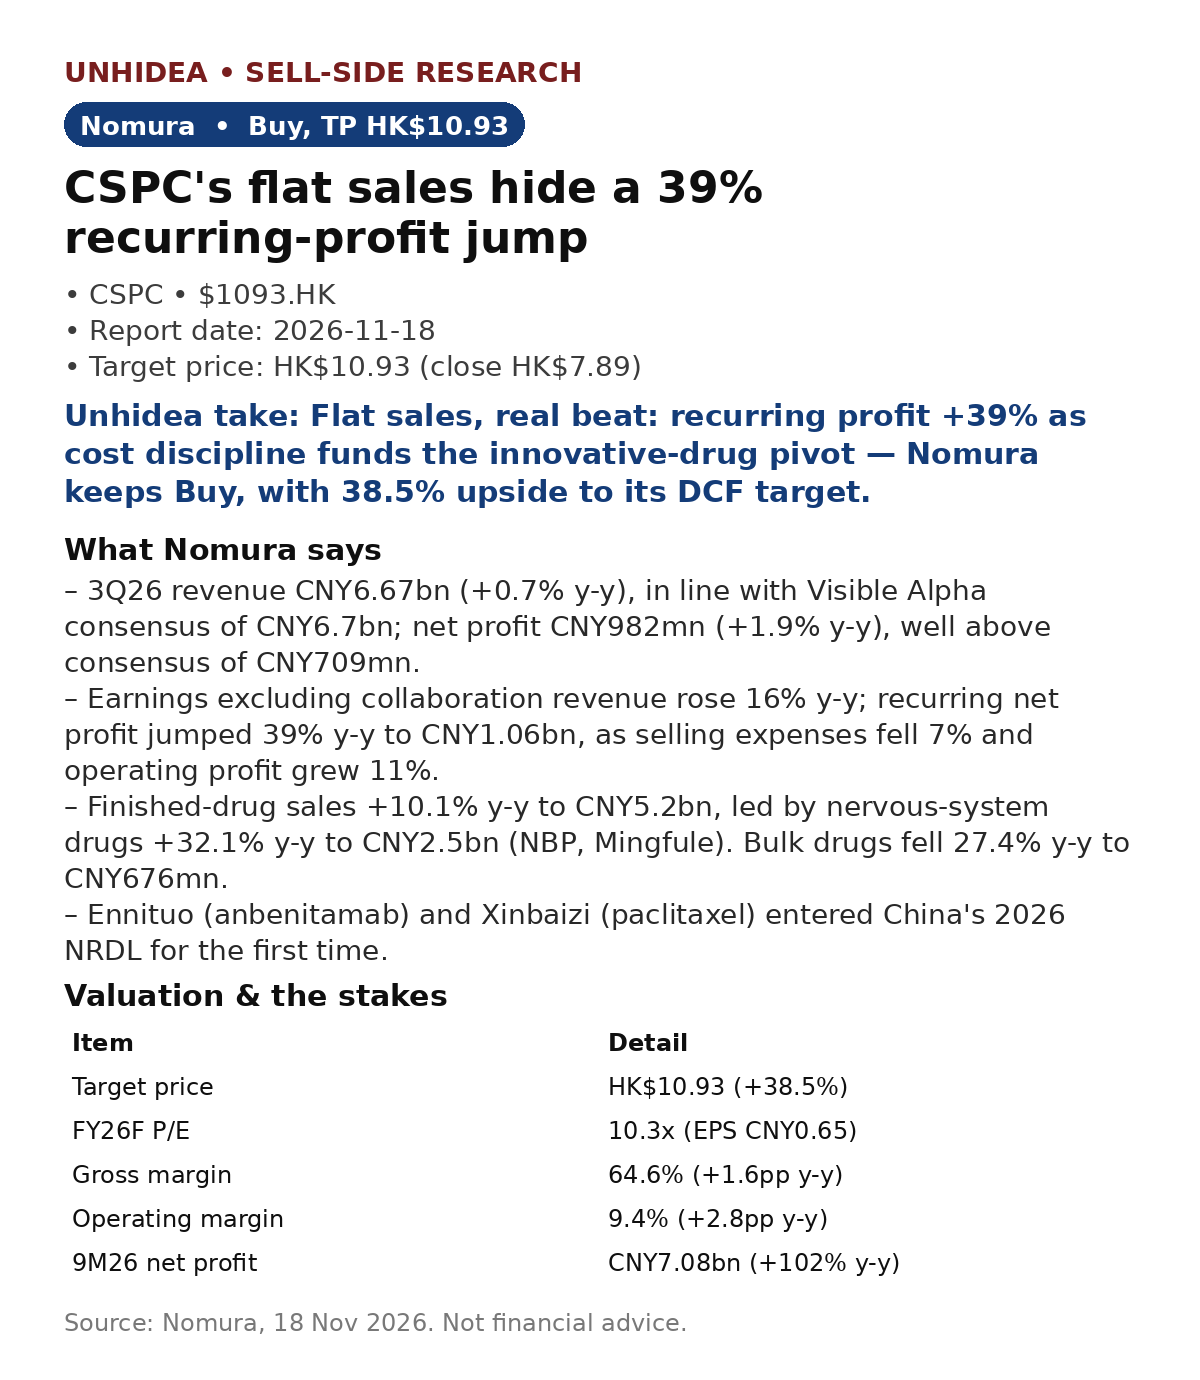 UNHIDEA • SELL-SIDE RESEARCH
Nomura • Buy, TP HK$10.93
CSPC's flat sales hide a 39%
recurring-profit jump
• CSPC • $1093.HK
• Report date: 2026-11-18
• Target price: HK$10.93 (close HK$7.89)
Unhidea take: Flat sales, real beat: recurring profit +39% as
cost discipline funds the innovative-drug pivot — Nomura
keeps Buy, with 38.5% upside to its DCF target.
What Nomura says
– 3Q26 revenue CNY6.67bn (+0.7% y-y), in line with Visible Alpha
consensus of CNY6.7bn; net profit CNY982mn (+1.9% y-y), well above
consensus of CNY709mn.
– Earnings excluding collaboration revenue rose 16% y-y; recurring net
profit jumped 39% y-y to CNY1.06bn, as selling expenses fell 7% and
operating profit grew 11%.
– Finished-drug sales +10.1% y-y to CNY5.2bn, led by nervous-system
drugs +32.1% y-y to CNY2.5bn (NBP, Mingfule). Bulk drugs fell 27.4% y-y to
CNY676mn.
– Ennituo (anbenitamab) and Xinbaizi (paclitaxel) entered China's 2026
NRDL for the first time.
Valuation & the stakes
Item Detail
Target price HK$10.93 (+38.5%)
FY26F P/E 10.3x (EPS CNY0.65)
Gross margin 64.6% (+1.6pp y-y)
Operating margin 9.4% (+2.8pp y-y)
9M26 net profit CNY7.08bn (+102% y-y)
Source: Nomura, 18 Nov 2026. Not financial advice.